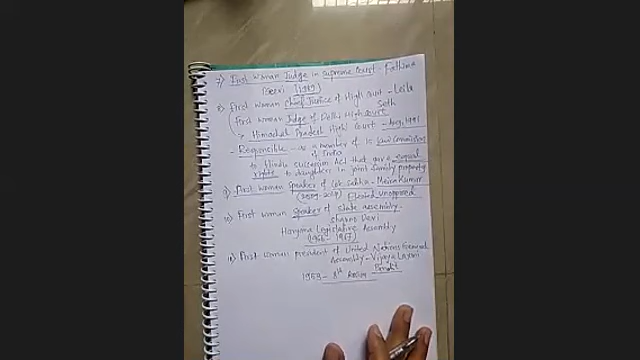 7) First woman Judge in supreme court - Fathima
Beevi (1989)
8) First woman chief Justice of High court - Leila
Seth
First woman Judge of Delhi High court
→ Himachal Pradesh High court - Aug, 1991
- Responsible - as a member of 15 law commission
of India
to Hindu succession Act that gave equal
rights to daughters in joint family property
9) First woman speaker of Lok sabha - Meira Kumar
(2009-2014) Elected unopposed
10) First woman speaker of State assembly -
Shanno Devi
Haryana Legislative Assembly
(1966 - 1967)
11) First woman president of United Nations General
Assembly - Vijaya Laxmi
Pandit
1953 - 8th